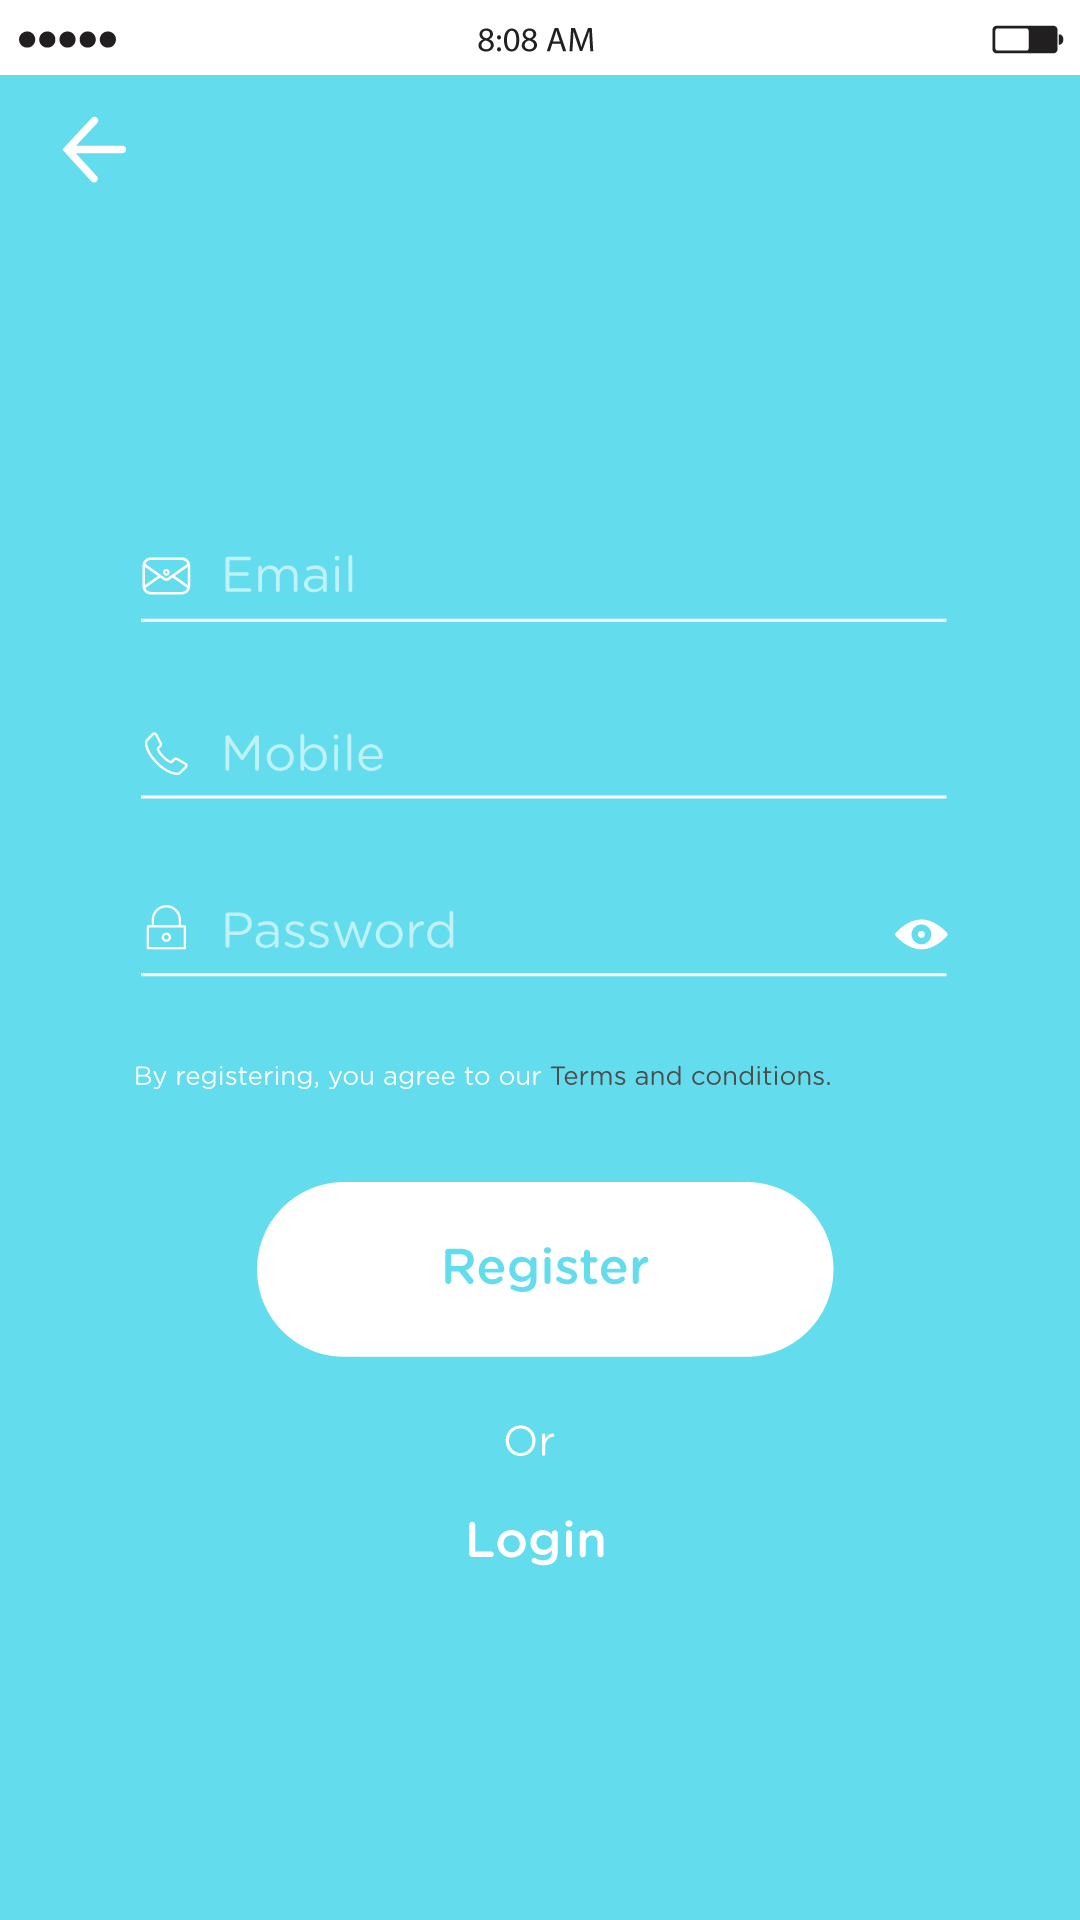 8:08 AM
Email
Mobile
Password
By registering, you agree to our Terms and conditions.
Register
Or
Login